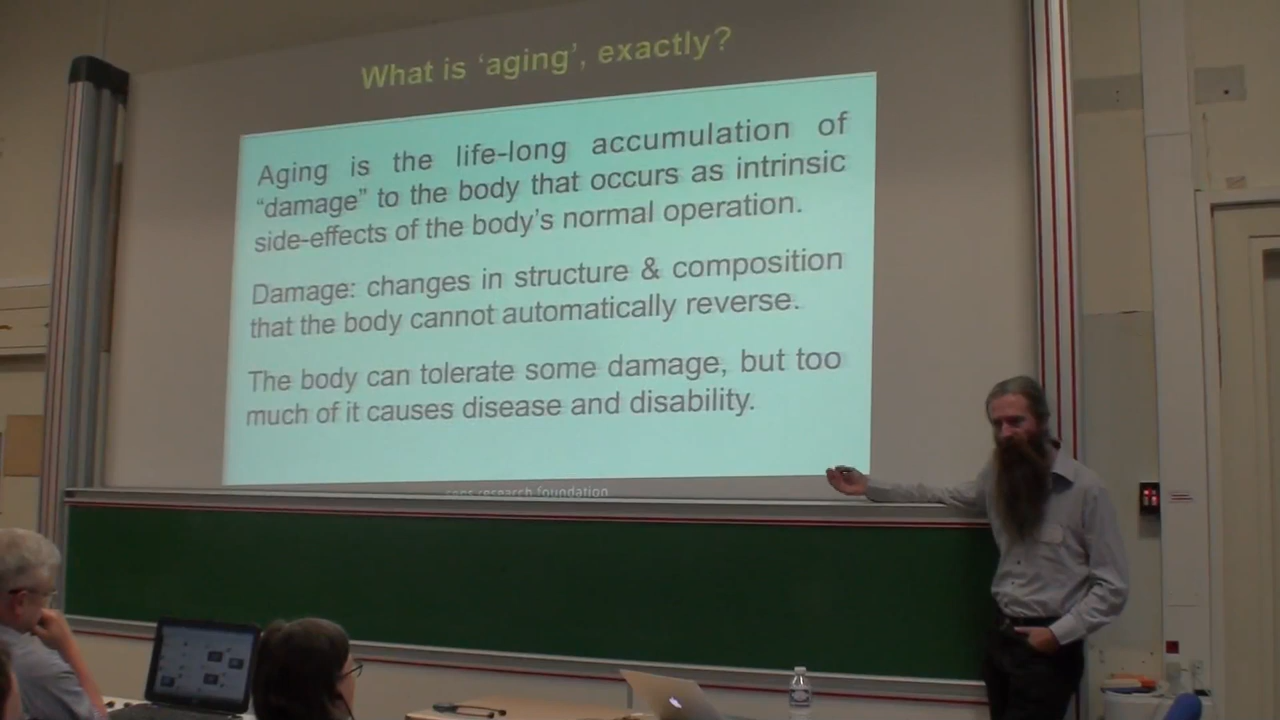 What is ‘aging’, exactly?
Aging is the life-long accumulation of
“damage” to the body that occurs as intrinsic
side-effects of the body’s normal operation.
Damage: changes in structure & composition
that the body cannot automatically reverse.
The body can tolerate some damage, but too
much of it causes disease and disability.
sens research foundation